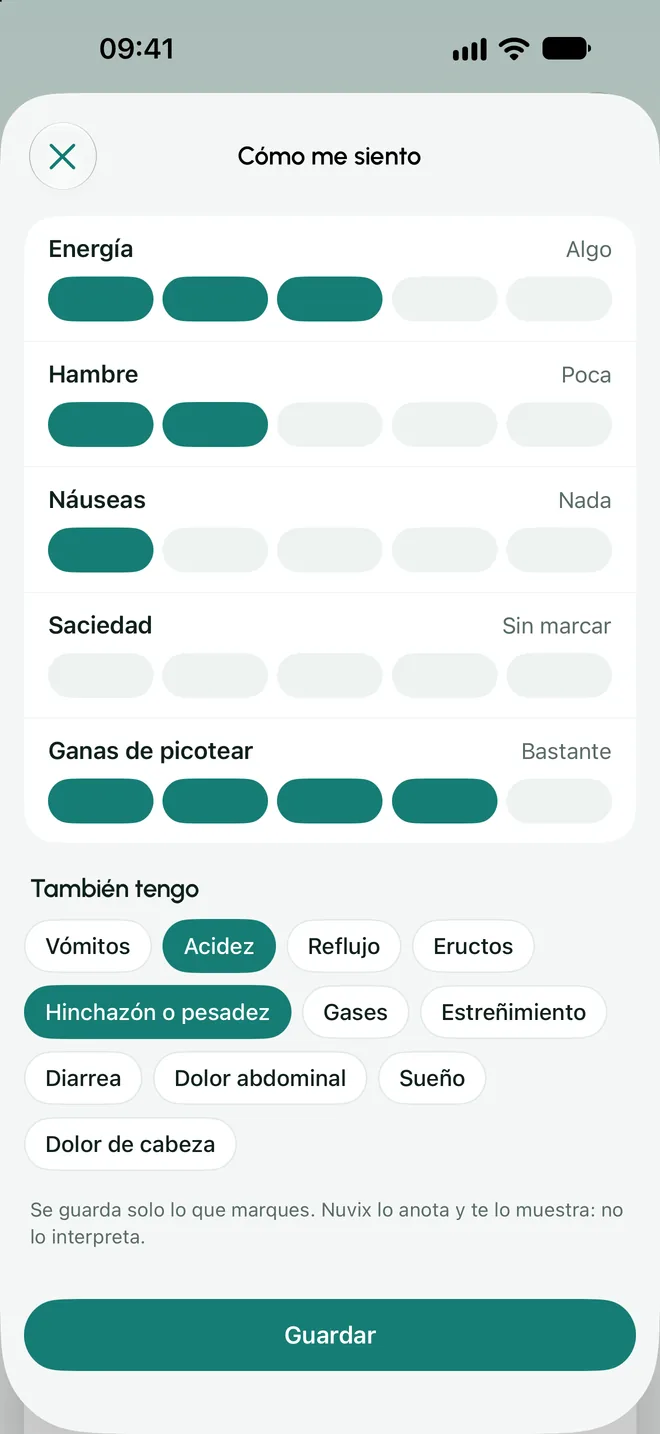 09:41
Cómo me siento
Energía Algo
Hambre Poca
Náuseas Nada
Saciedad Sin marcar
Ganas de picotear Bastante
También tengo
Vómitos Acidez Reflujo Eructos
Hinchazón o pesadez Gases Estreñimiento
Diarrea Dolor abdominal Sueño
Dolor de cabeza
Se guarda solo lo que marques. Nuvix lo anota y te lo muestra: no
lo interpreta.
Guardar